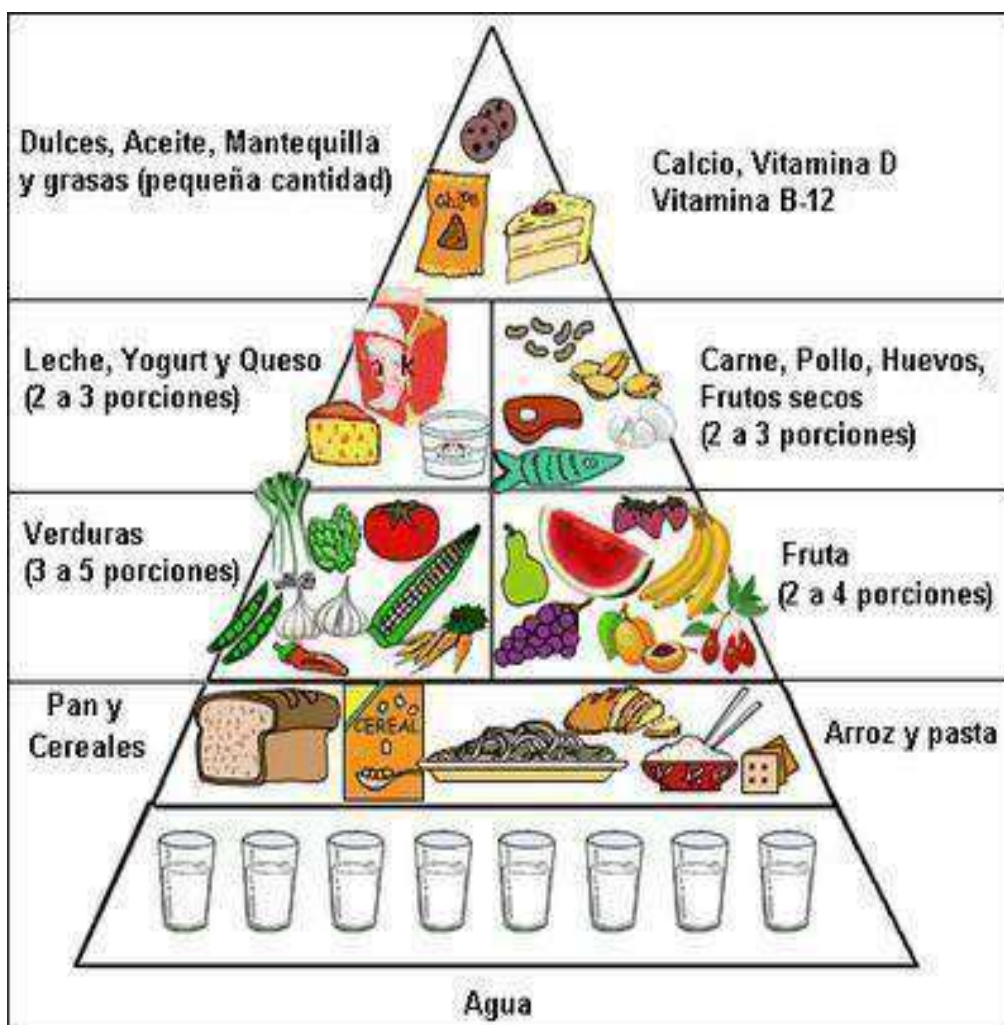 Dulces, Aceite, Mantequilla
y grasas (pequeña cantidad)
Calcio, Vitamina D
Vitamina B-12
chips
Leche, Yogurt y Queso
(2 a 3 porciones)
Carne, Pollo, Huevos,
Frutos secos
(2 a 3 porciones)
Verduras
(3 a 5 porciones)
Fruta
(2 a 4 porciones)
Pan y
Cereales
CEREAL
Arroz y pasta
Agua